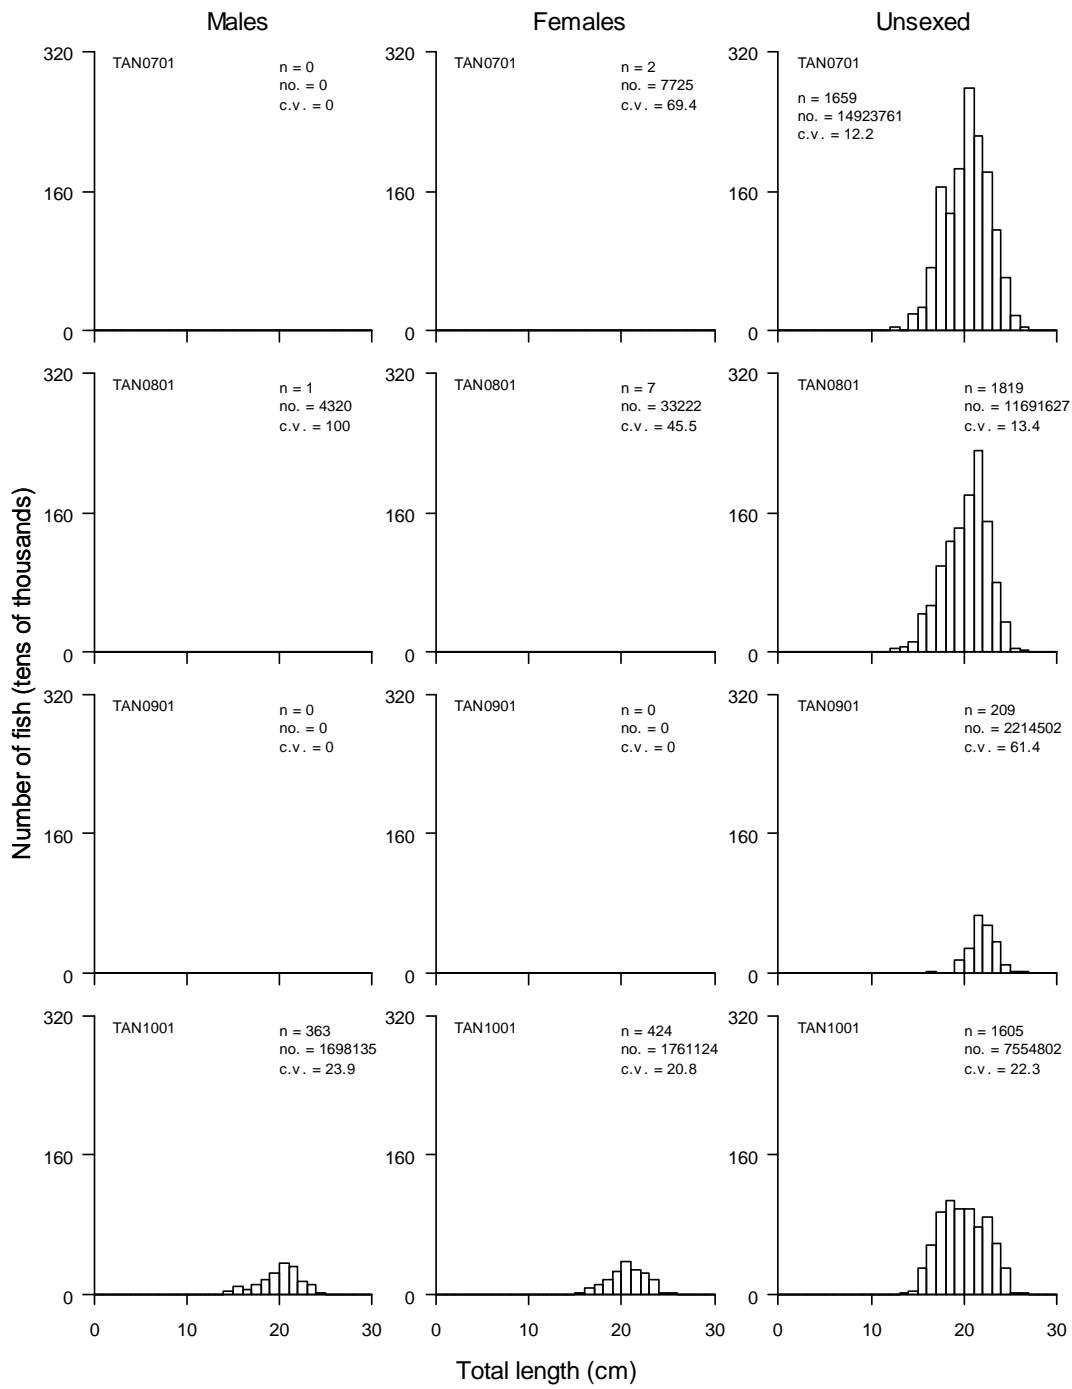 Males Females Unsexed
Number of fish (tens of thousands)
320
160
0
TAN0701
n = 0
no. = 0
c.v. = 0
320
160
0
TAN0701
n = 2
no. = 7725
c.v. = 69.4
320
160
0
TAN0701
n = 1659
no. = 14923761
c.v. = 12.2
320
160
0
TAN0801
n = 1
no. = 4320
c.v. = 100
320
160
0
TAN0801
n = 7
no. = 33222
c.v. = 45.5
320
160
0
TAN0801
n = 1819
no. = 11691627
c.v. = 13.4
320
160
0
TAN0901
n = 0
no. = 0
c.v. = 0
320
160
0
TAN0901
n = 0
no. = 0
c.v. = 0
320
160
0
TAN0901
n = 209
no. = 2214502
c.v. = 61.4
320
160
0
TAN1001
n = 363
no. = 1698135
c.v. = 23.9
320
160
0
TAN1001
n = 424
no. = 1761124
c.v. = 20.8
320
160
0
TAN1001
n = 1605
no. = 7554802
c.v. = 22.3
0 10 20 30 0 10 20 30 0 10 20 30
Total length (cm)